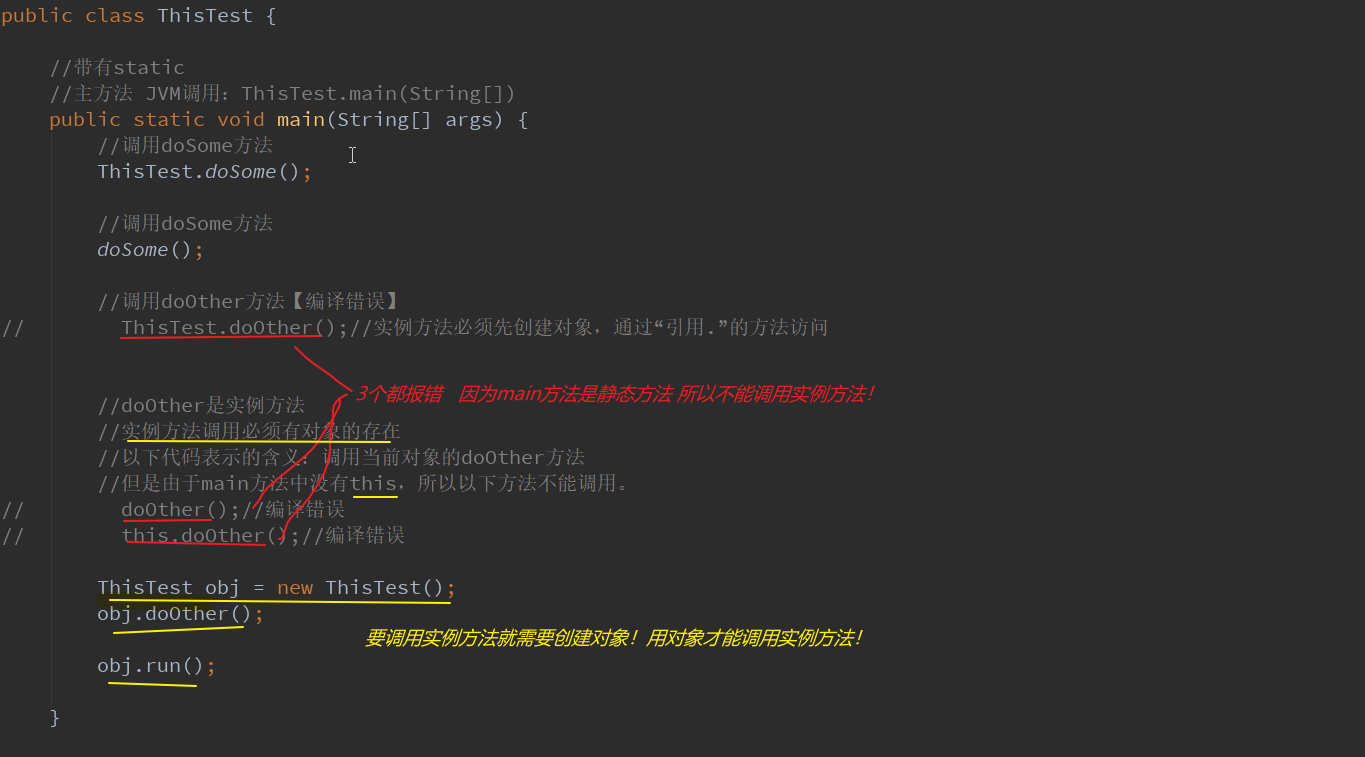 public class ThisTest {
//带有static
//主方法 JVM调用：ThisTest.main(String[])
public static void main(String[] args) {
//调用doSome方法
ThisTest.doSome();
//调用doSome方法
doSome();
//调用doOther方法【编译错误】
// ThisTest.doOther();//实例方法必须先创建对象，通过“引用.”的方法访问
3个都报错 因为main方法是静态方法 所以不能调用实例方法！
//doOther是实例方法
//实例方法调用必须有对象的存在
//以下代码表示的含义：调用当前对象的doOther方法
//但是由于main方法中没有this，所以以下方法不能调用。
// doOther();//编译错误
// this.doOther();//编译错误
ThisTest obj = new ThisTest();
obj.doOther();
要调用实例方法就需要创建对象！用对象才能调用实例方法！
obj.run();
}